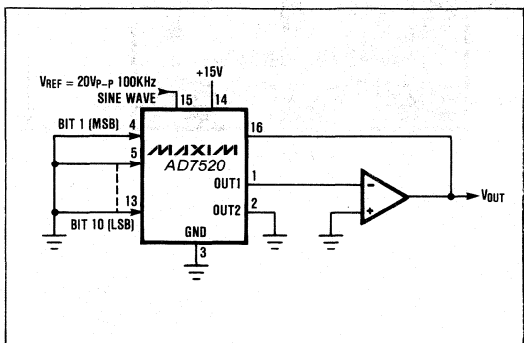 +15V
VREF = 20VP-P 100KHz
SINE WAVE
15
14
BIT 1 (MSB) 4
16
5
MAXIM
AD7520
OUT1
1
-
VOUT
13
OUT2
2
+
BIT 10 (LSB)
GND
3